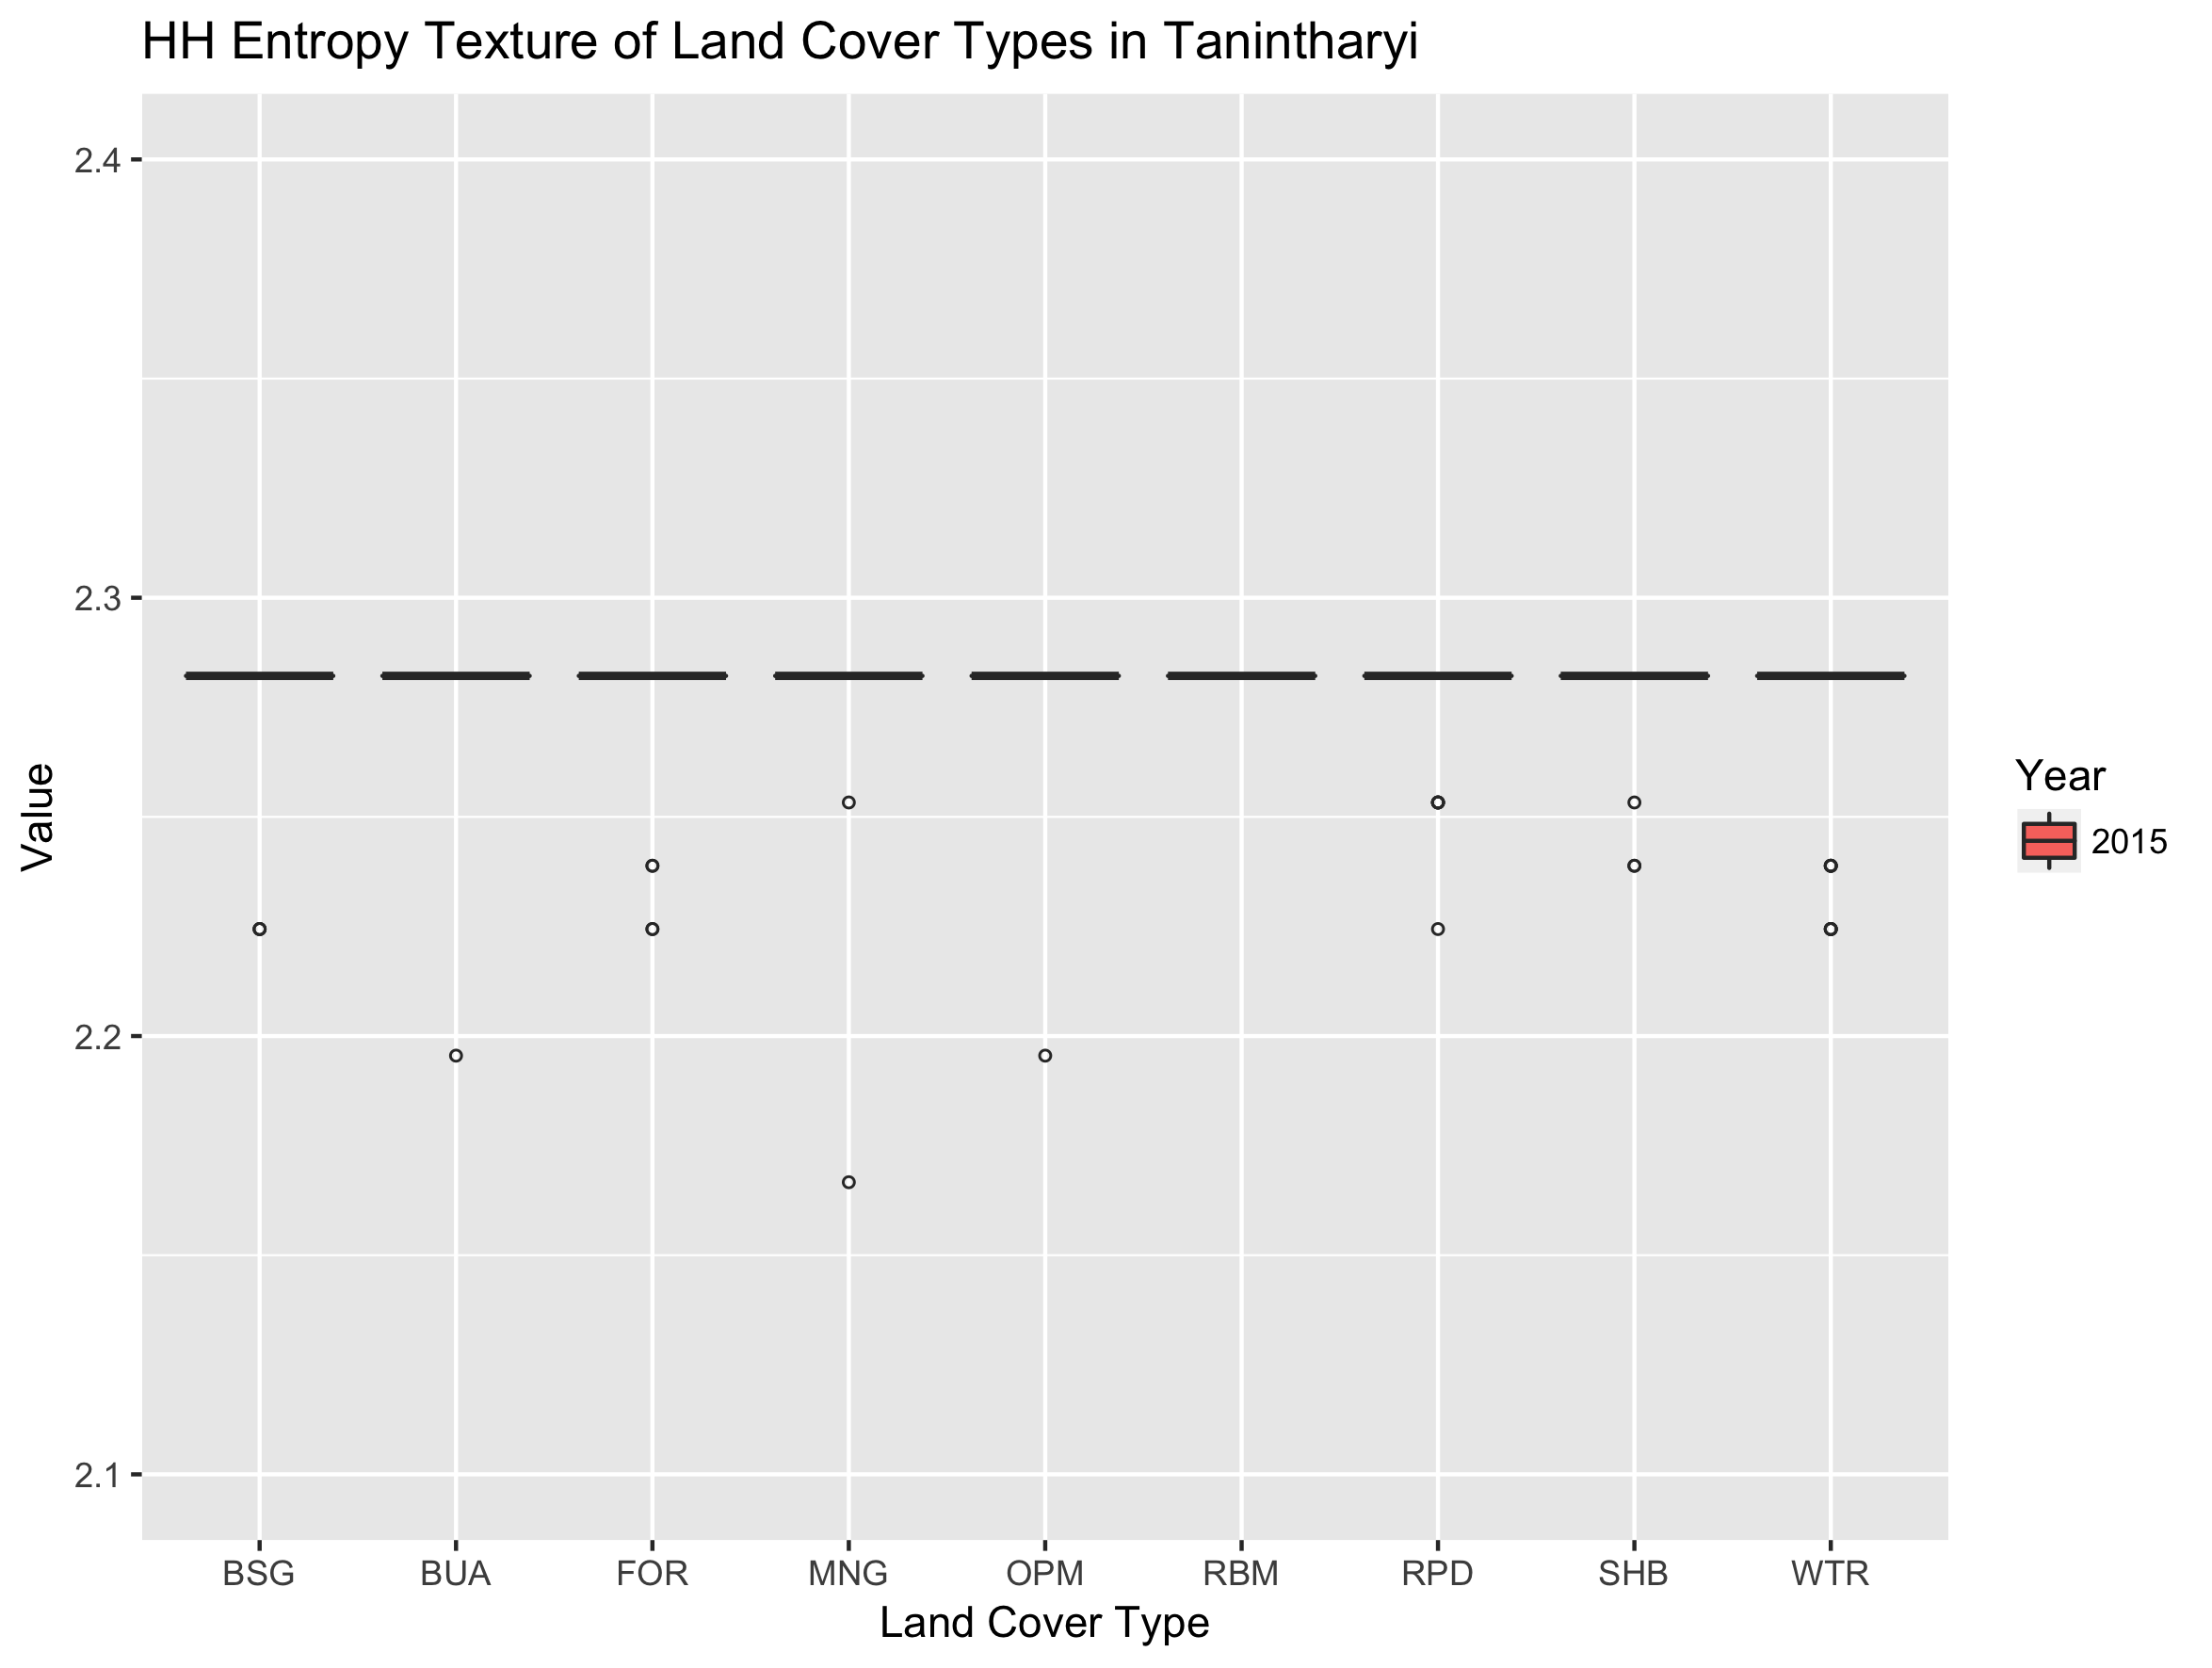 HH Entropy Texture of Land Cover Types in Tanintharyi
2.4
2.3
2.2
2.1
Value
BSG BUA FOR MNG OPM RBM RPD SHB WTR
Land Cover Type
Year
2015